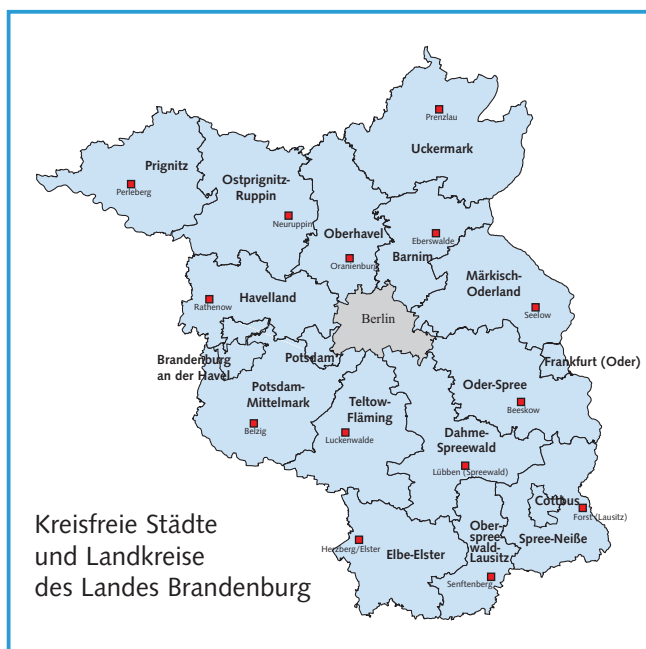 Prenzlau
Uckermark
Prignitz
Perleberg
Ostprignitz-
Ruppin
Neuruppin
Oberhavel
Oranienburg
Eberswalde
Barnim
Märkisch-
Oderland
Seelow
Havelland
Rathenow
Berlin
Brandenburg
an der Havel
Potsdam
Frankfurt (Oder)
Potsdam-
Mittelmark
Belzig
Teltow-
Fläming
Luckenwalde
Oder-Spree
Beeskow
Dahme-
Spreewald
Lübben (Spreewald)
Cottbus
Forst (Lausitz)
Spree-Neiße
Ober-
spree-
wald-
Lausitz
Senftenberg
Herzberg/Elster
Elbe-Elster
Kreisfreie Städte
und Landkreise
des Landes Brandenburg